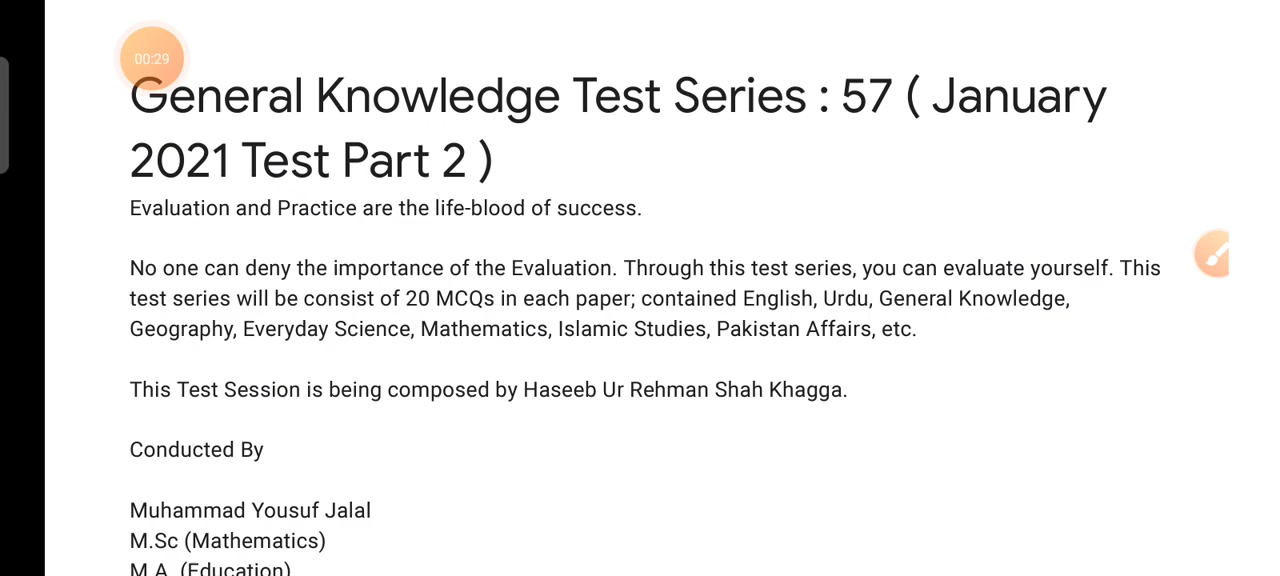 00:29
General Knowledge Test Series : 57 ( January
2021 Test Part 2 )
Evaluation and Practice are the life-blood of success.
No one can deny the importance of the Evaluation. Through this test series, you can evaluate yourself. This
test series will be consist of 20 MCQs in each paper; contained English, Urdu, General Knowledge,
Geography, Everyday Science, Mathematics, Islamic Studies, Pakistan Affairs, etc.
This Test Session is being composed by Haseeb Ur Rehman Shah Khagga.
Conducted By
Muhammad Yousuf Jalal
M.Sc (Mathematics)
M.A. (Education)